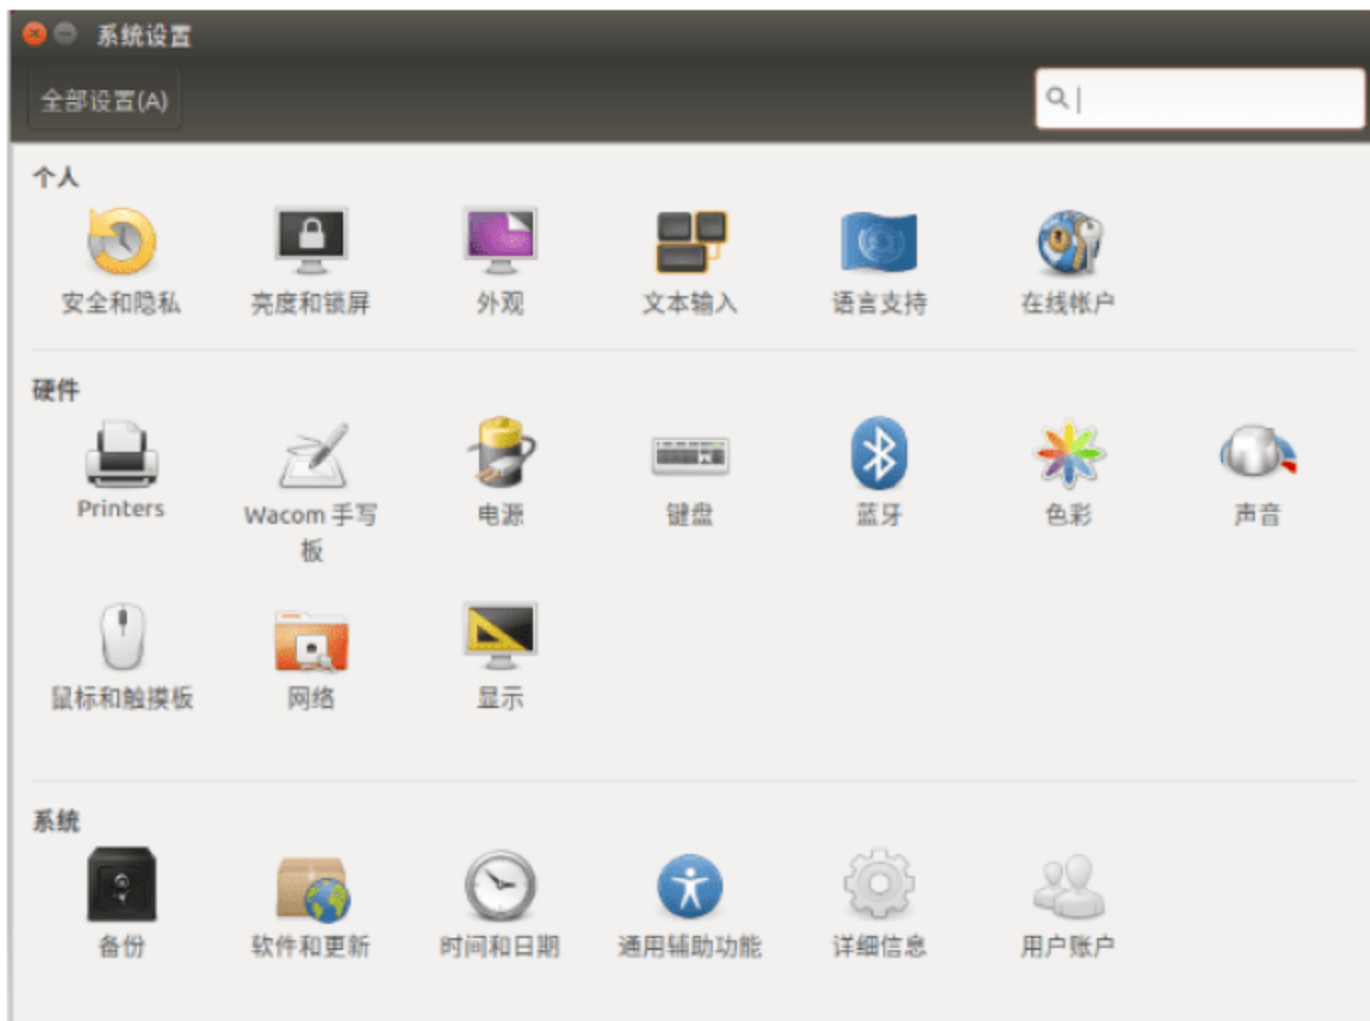 系统设置
全部设置(A)
个人
安全和隐私
亮度和锁屏
外观
文本输入
语言支持
在线帐户
硬件
Printers
Wacom 手写
板
电源
键盘
蓝牙
色彩
声音
鼠标和触摸板
网络
显示
系统
备份
软件和更新
时间和日期
通用辅助功能
详细信息
用户账户